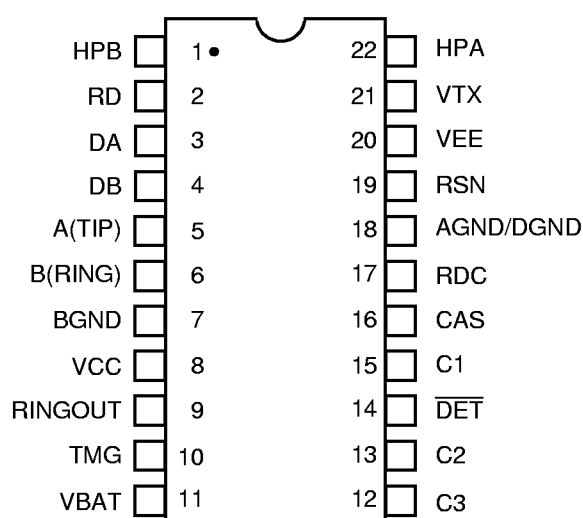 HPB 1 22 HPA
RD 2 21 VTX
DA 3 20 VEE
DB 4 19 RSN
A(TIP) 5 18 AGND/DGND
B(RING) 6 17 RDC
BGND 7 16 CAS
VCC 8 15 C1
RINGOUT 9 14 DET
TMG 10 13 C2
VBAT 11 12 C3